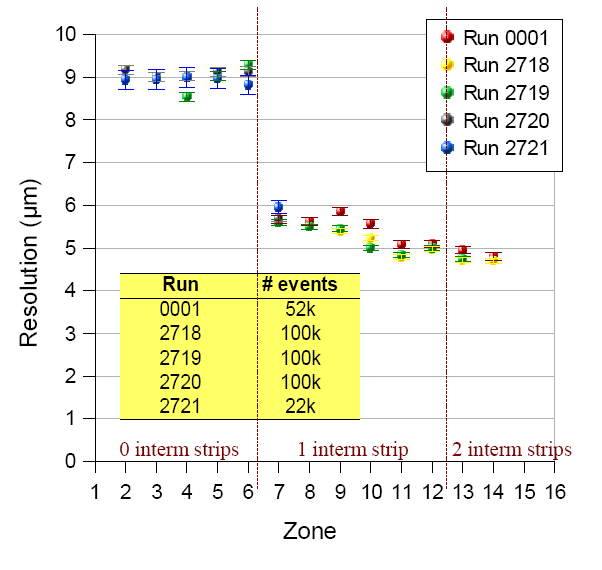 10
9
8
7
6
5
4
3
2
1
0
Resolution (µm)
Run 0001
Run 2718
Run 2719
Run 2720
Run 2721
Run # events
0001 52k
2718 100k
2719 100k
2720 100k
2721 22k
0 interm strips 1 interm strip 2 interm strips
1 2 3 4 5 6 7 8 9 10 11 12 13 14 15 16
Zone